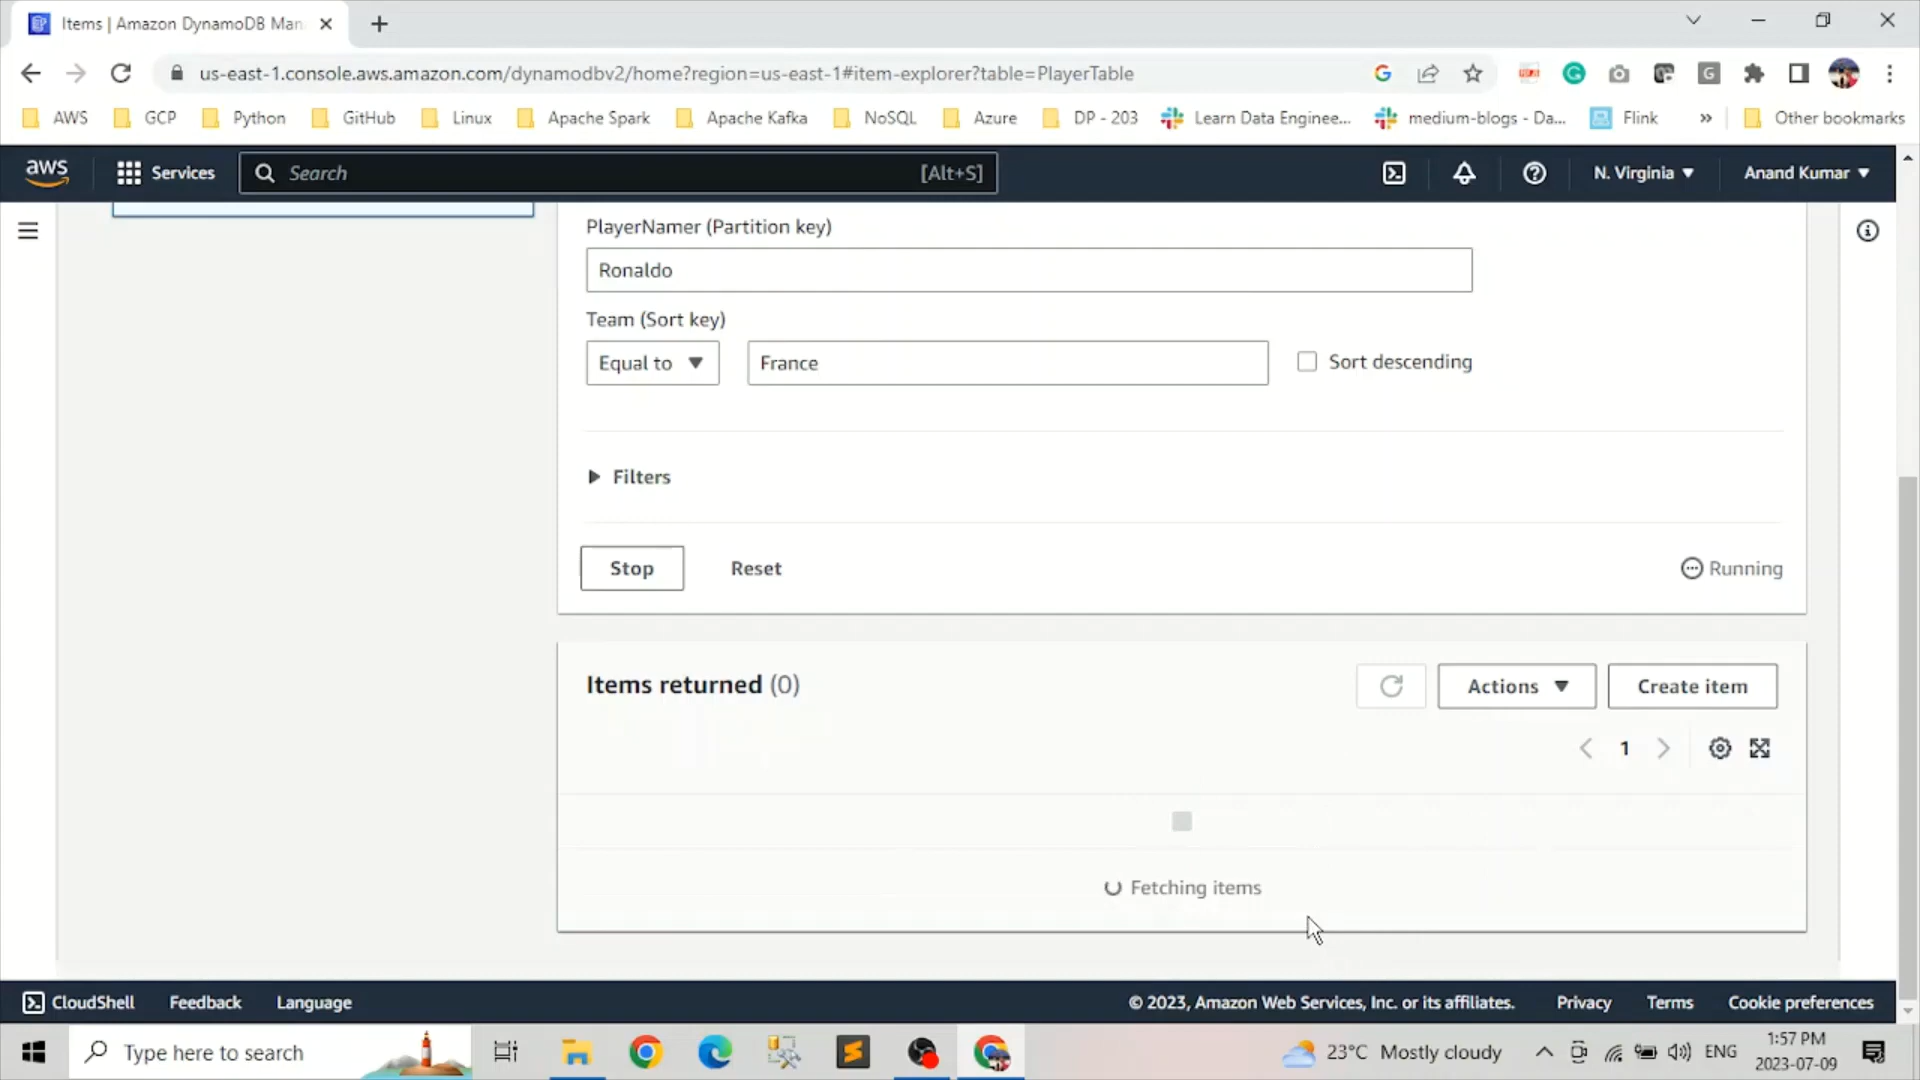 Items | Amazon DynamoDB Man
us-east-1.console.aws.amazon.com/dynamodbv2/home?region=us-east-1#item-explorer?table=PlayerTable
AWS GCP Python GitHub Linux Apache Spark Apache Kafka NoSQL Azure DP - 203 Learn Data Enginee... medium-blogs - Da... Flink » Other bookmarks
aws Services Search [Alt+S] N. Virginia Anand Kumar
PlayerNamer (Partition key)
Ronaldo
Team (Sort key)
Equal to France Sort descending
Filters
Stop Reset Running
Items returned (0) Actions Create item
1
Fetching items
CloudShell Feedback Language © 2023, Amazon Web Services, Inc. or its affiliates. Privacy Terms Cookie preferences
Type here to search 23°C Mostly cloudy ENG 1:57 PM
2023-07-09